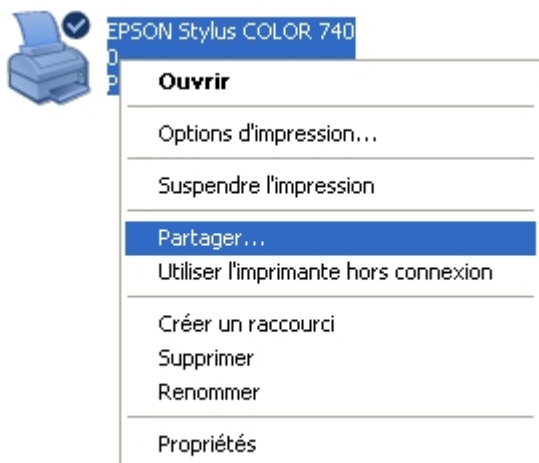 EPSON Stylus COLOR 740
0
P
Ouvrir
Options d'impression...
Suspendre l'impression
Partager...
Utiliser l'imprimante hors connexion
Créer un raccourci
Supprimer
Renommer
Propriétés